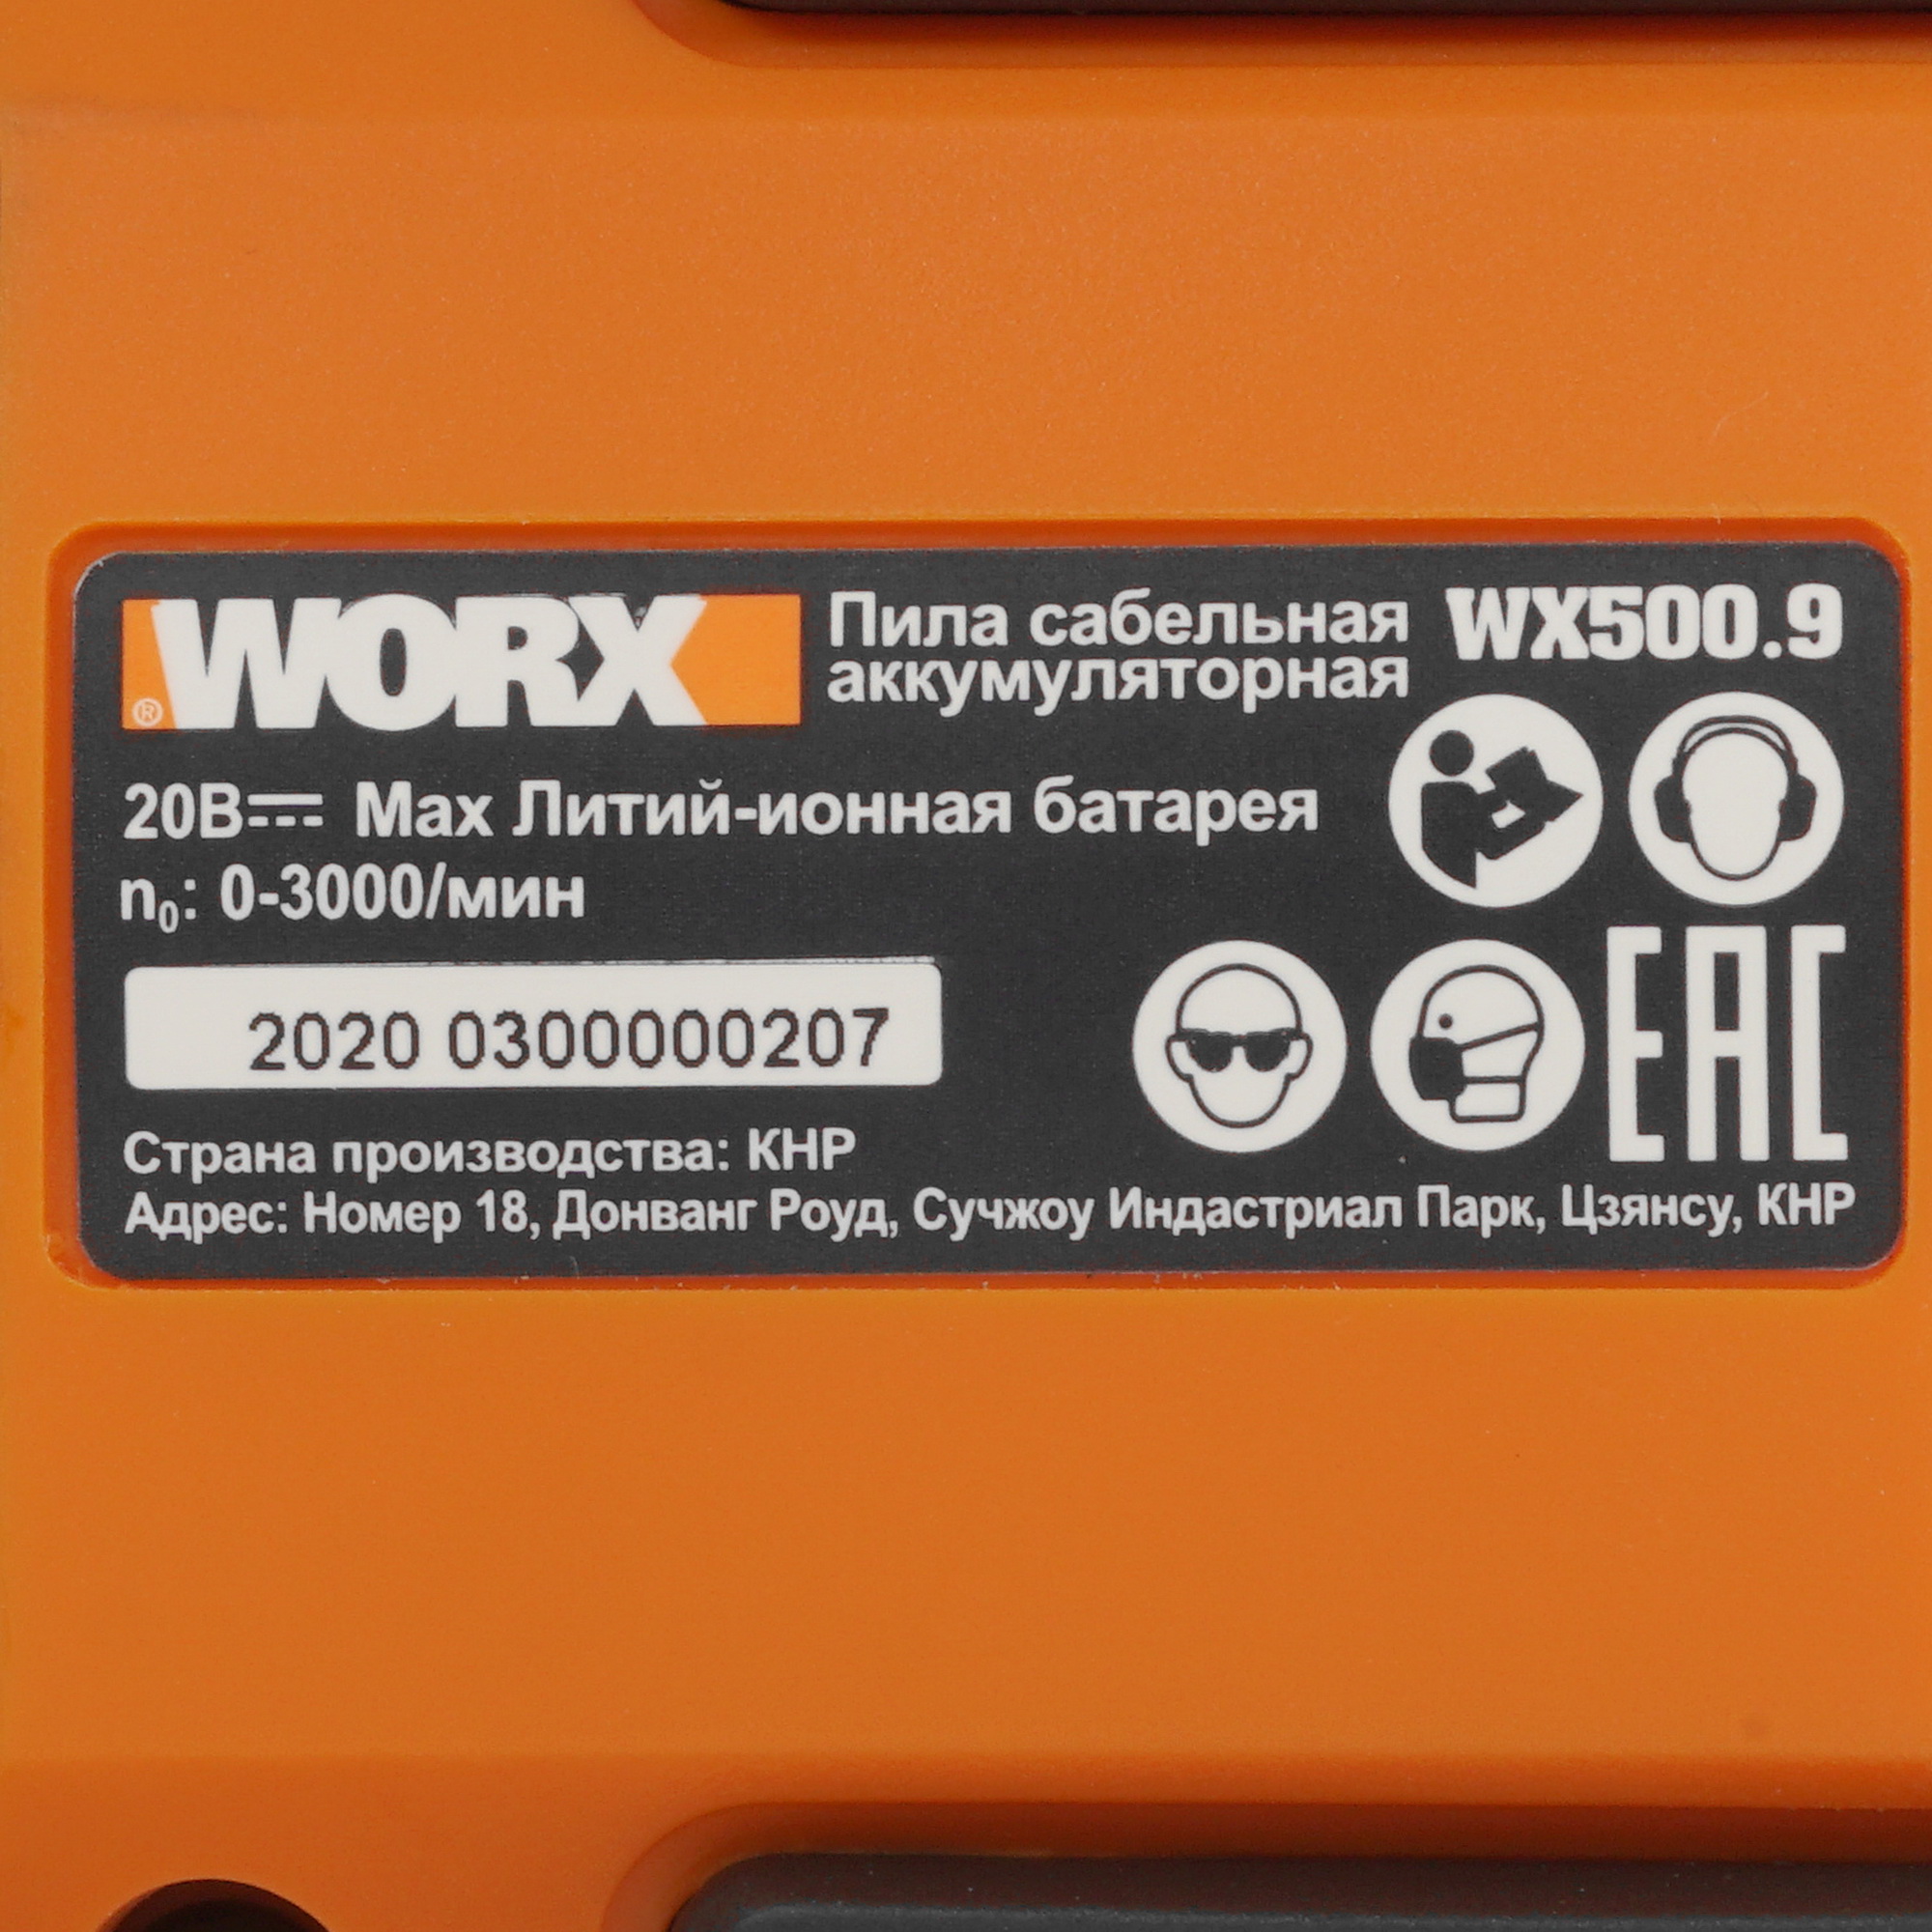 WORX®
Пила сабельная
аккумуляторная
WX500.9
20В⎓ Max Литий-ионная батарея
n₀: 0-3000/мин
2020 0300000207
EAC
Страна производства: КНР
Адрес: Номер 18, Донванг Роуд, Сучжоу Индастриал Парк, Цзянсу, КНР